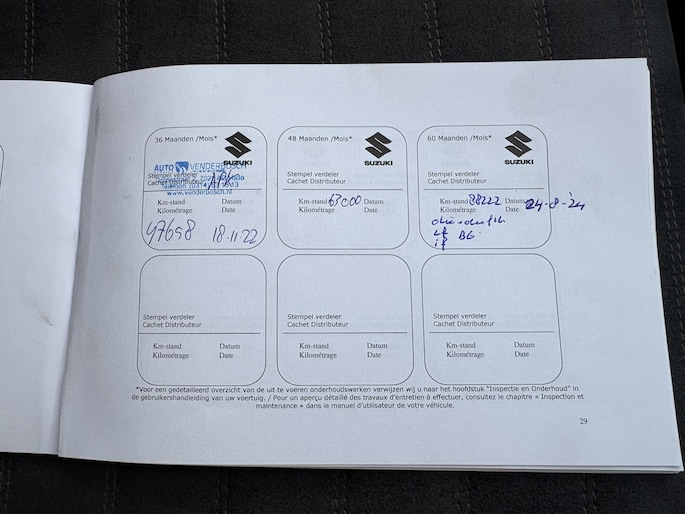 36 Maanden /Mois*
SUZUKI
AUTO VENDERBOSCH
Stempel verdeler
Cachet Distributeur
www.venderbosch.nl
Km-stand Datum
Kilométrage Date
47698 18-11-22
48 Maanden /Mois*
SUZUKI
Stempel verdeler
Cachet Distributeur
Km-stand 63000 Datum
Kilométrage Date
60 Maanden /Mois*
SUZUKI
Stempel verdeler
Cachet Distributeur
Km-stand 88222 Datum 24-8-'24
Kilométrage Date
BG
Stempel verdeler
Cachet Distributeur
Km-stand Datum
Kilométrage Date
Stempel verdeler
Cachet Distributeur
Km-stand Datum
Kilométrage Date
Stempel verdeler
Cachet Distributeur
Km-stand Datum
Kilométrage Date
*Voor een gedetailleerd overzicht van de uit te voeren onderhoudswerken verwijzen wij u naar het hoofdstuk "Inspectie en Onderhoud" in
de gebruikershandleiding van uw voertuig. / Pour un aperçu détaillé des travaux d'entretien à effectuer, consultez le chapitre « Inspection et
maintenance » dans le manuel d'utilisateur de votre véhicule.
29